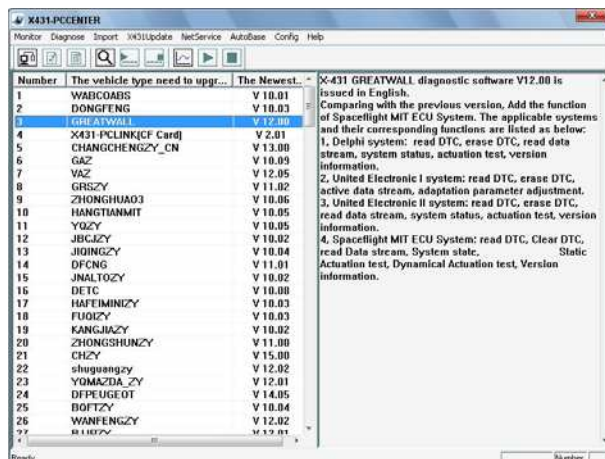 X431-PCCENTER
Monitor Diagnose Import X431Update NetService AutoBase Config Help
Number The vehicle type need to upgr... The Newest...
1 WABCOABS V 10.01
2 DONGFENG V 10.03
3 GREATWALL V 12.00
4 X431-PCLINK(CF Card) V 2.01
5 CHANGCHENGZY_CN V 13.00
6 GAZ V 10.09
7 VAZ V 12.05
8 GRSZY V 11.02
9 ZHONGHUAO3 V 10.06
10 HANGTIANMIT V 10.05
11 YQZY V 10.05
12 JBCJZY V 10.02
13 JIQINGZY V 10.04
14 DFCNG V 11.01
15 JNALTOZY V 10.02
16 DETC V 10.08
17 HAFEIMINIZY V 10.03
18 FUQIZY V 10.03
19 KANGJIAZY V 10.02
20 ZHONGSHUNZY V 11.00
21 CHZY V 15.00
22 shuguangzy V 12.02
23 YQMAZDA_ZY V 12.01
24 DFPEUGEOT V 14.05
25 BQFTZY V 10.04
26 WANFENGZY V 10.02
27 BJJPZY V 12.01
X-431 GREATWALL diagnostic software V12.00 is
issued in English.
Comparing with the previous version, Add the function
of Spaceflight MIT ECU System. The applicable systems
and their corresponding functions are listed as below:
1, Delphi system: read DTC, erase DTC, read data
stream, system status, actuation test, version
information.
2, United Electronic I system: read DTC, erase DTC,
active data stream, adaptation parameter adjustment.
3, United Electronic II system: read DTC, erase DTC,
read data stream, system status, actuation test, version
information.
4, Spaceflight MIT ECU System: read DTC, Clear DTC,
read Data stream, System state, Static
Actuation test, Dynamical Actuation test, Version
information.
Ready Number